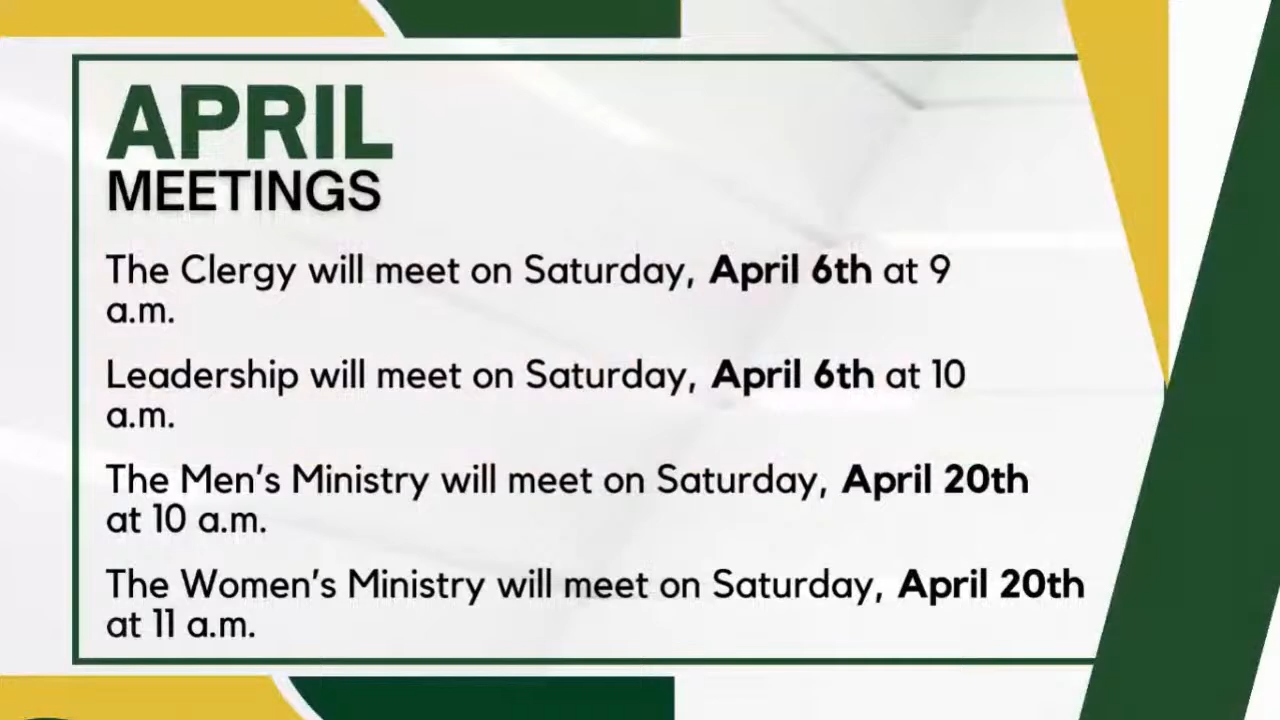 APRIL
MEETINGS
The Clergy will meet on Saturday, April 6th at 9
a.m.
Leadership will meet on Saturday, April 6th at 10
a.m.
The Men’s Ministry will meet on Saturday, April 20th
at 10 a.m.
The Women’s Ministry will meet on Saturday, April 20th
at 11 a.m.